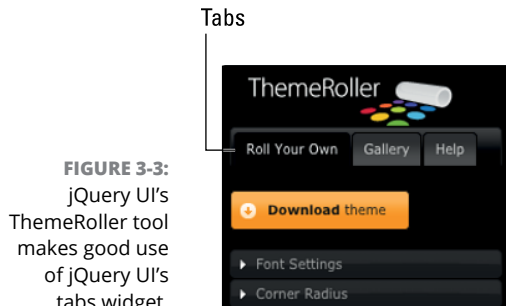 Tabs
ThemeRoller
Roll Your Own Gallery Help
Download theme
Font Settings
Corner Radius
FIGURE 3-3:
jQuery UI’s
ThemeRoller tool
makes good use
of jQuery UI’s
tabs widget.